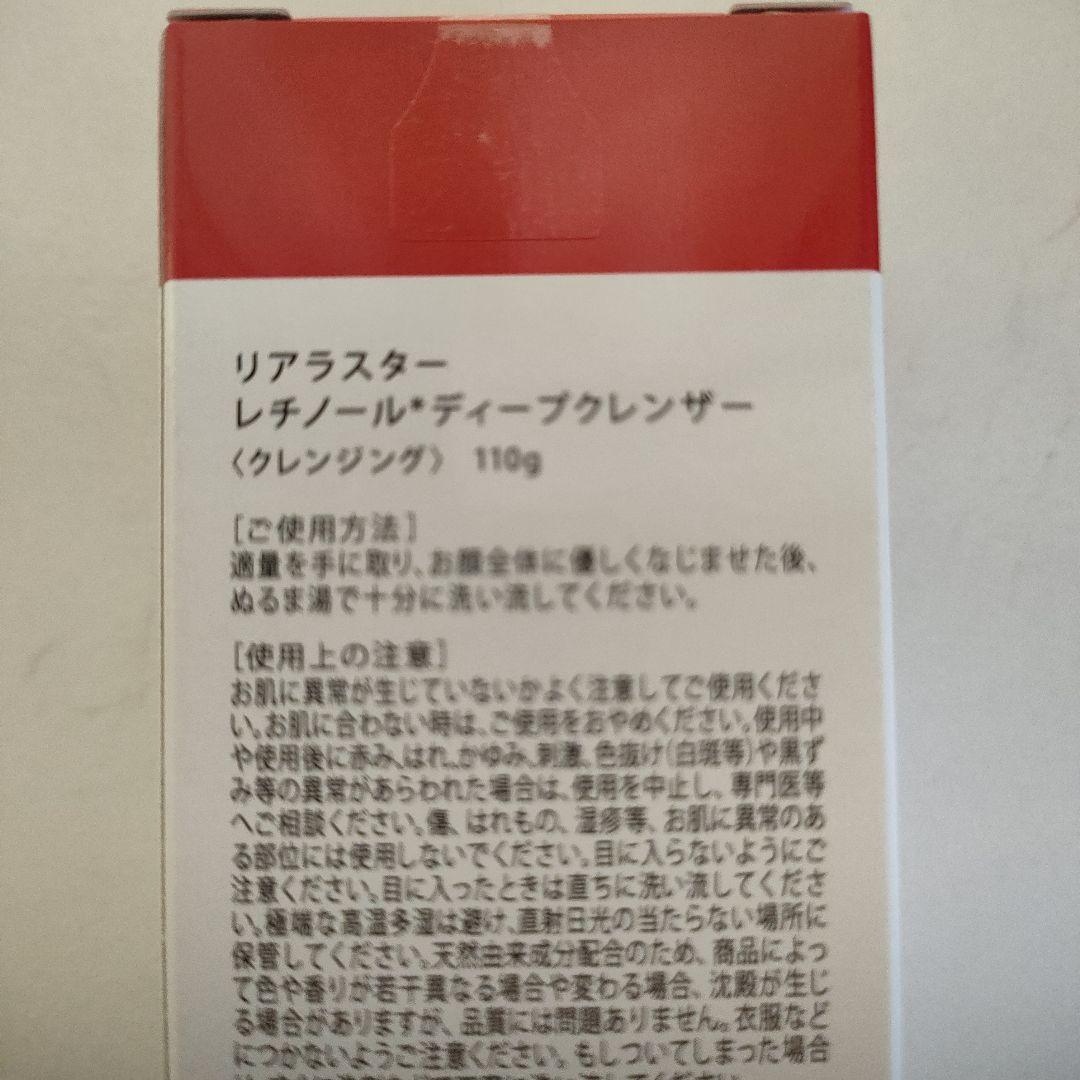 リアラスター
レチノール*ディープクレンザー
〈クレンジング〉 110g
[ご使用方法]
適量を手に取り、お顔全体に優しくなじませた後、
ぬるま湯で十分に洗い流してください。
[使用上の注意]
お肌に異常が生じていないかよく注意してご使用くださ
い。お肌に合わない時は、ご使用をおやめください。使用中
や使用後に赤み、はれ、かゆみ、刺激、色抜け(白斑等)や黒ず
み等の異常があらわれた場合は、使用を中止し、専門医等
へご相談ください。傷、はれもの、湿疹等、お肌に異常のあ
る部位には使用しないでください。目に入らないようにご
注意ください。目に入ったときは直ちに洗い流してくださ
い。極端な高温多湿は避け、直射日光の当たらない場所に
保管してください。天然由来成分配合のため、商品によっ
て色や香りが若干異なる場合や変わる場合、沈殿が生じ
る場合がありますが、品質には問題ありません。衣服など
につかないようご注意ください。もしついてしまった場合